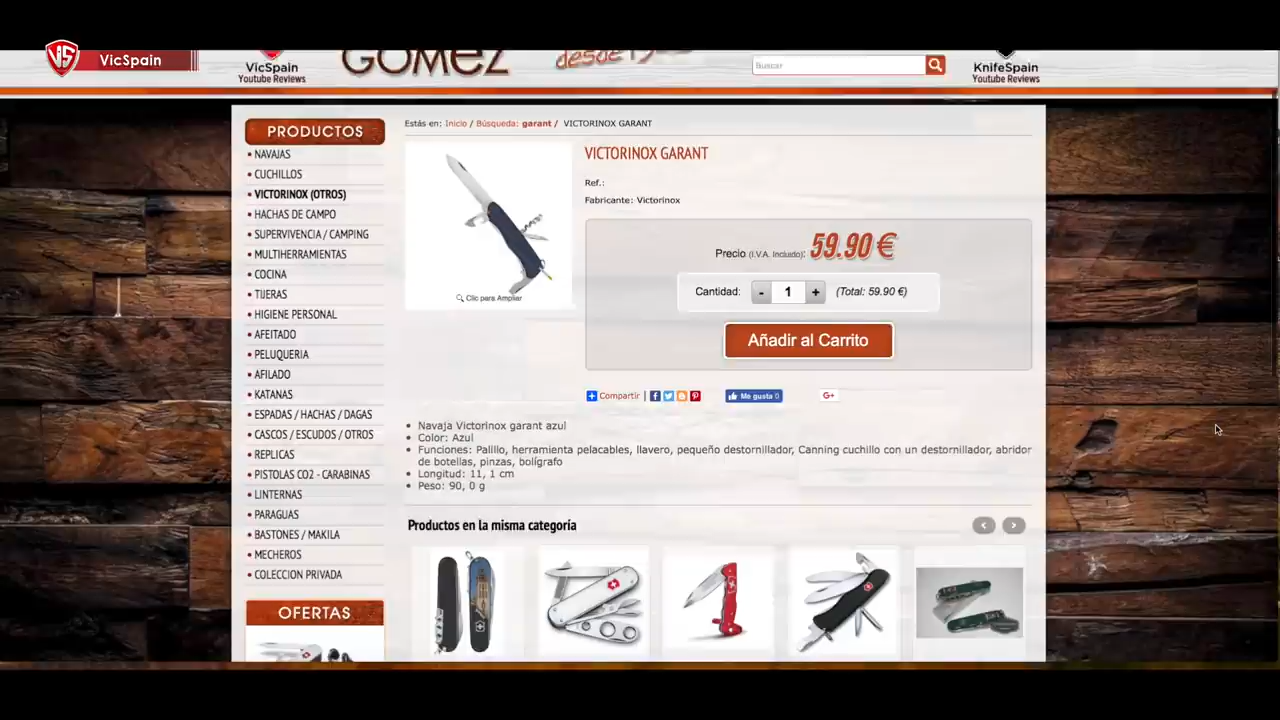 VicSpain
VicSpain
Youtube Reviews
GOMEZ
desde
Buscar
KnifeSpain
Youtube Reviews
PRODUCTOS
• NAVAJAS
• CUCHILLOS
• VICTORINOX (OTROS)
• HACHAS DE CAMPO
• SUPERVIVENCIA / CAMPING
• MULTIHERRAMIENTAS
• COCINA
• TIJERAS
• HIGIENE PERSONAL
• AFEITADO
• PELUQUERIA
• AFILADO
• KATANAS
• ESPADAS / HACHAS / DAGAS
• CASCOS / ESCUDOS / OTROS
• REPLICAS
• PISTOLAS CO2 - CARABINAS
• LINTERNAS
• PARAGUAS
• BASTONES / MAKILA
• MECHEROS
• COLECCION PRIVADA
OFERTAS
Estás en: Inicio / Búsqueda: garant / VICTORINOX GARANT
Clic para Ampliar
VICTORINOX GARANT
Ref.:
Fabricante: Victorinox
Precio (I.V.A. Incluido): 59.90 €
Cantidad: - 1 + (Total: 59.90 €)
Añadir al Carrito
Compartir
Me gusta 0
G+
• Navaja Victorinox garant azul
• Color: Azul
• Funciones: Palillo, herramienta pelacables, llavero, pequeño destornillador, Canning cuchillo con un destornillador, abridor
de botellas, pinzas, bolígrafo
• Longitud: 11, 1 cm
• Peso: 90, 0 g
Productos en la misma categoría